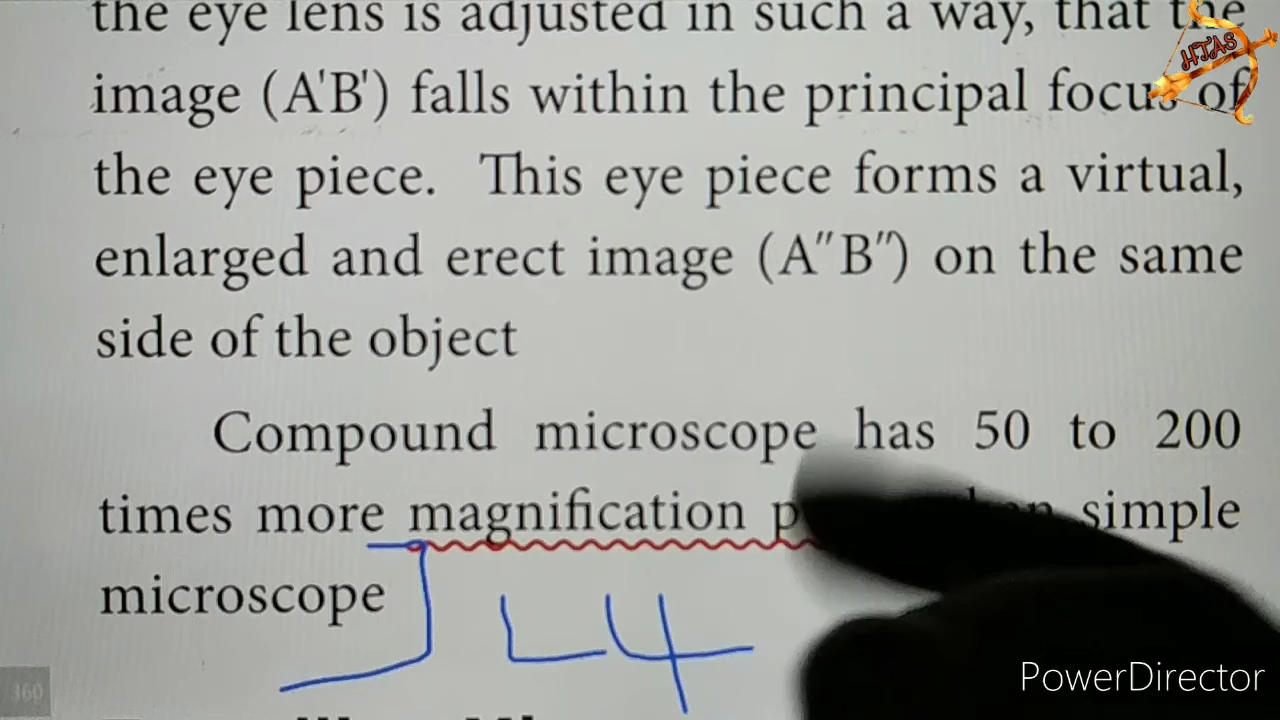 the eye lens is adjusted in such a way, that the
HTAS
image (A'B') falls within the principal focus of
the eye piece. This eye piece forms a virtual,
enlarged and erect image (A"B") on the same
side of the object
Compound microscope has 50 to 200
times more magnification simple
microscope
L4
360
PowerDirector